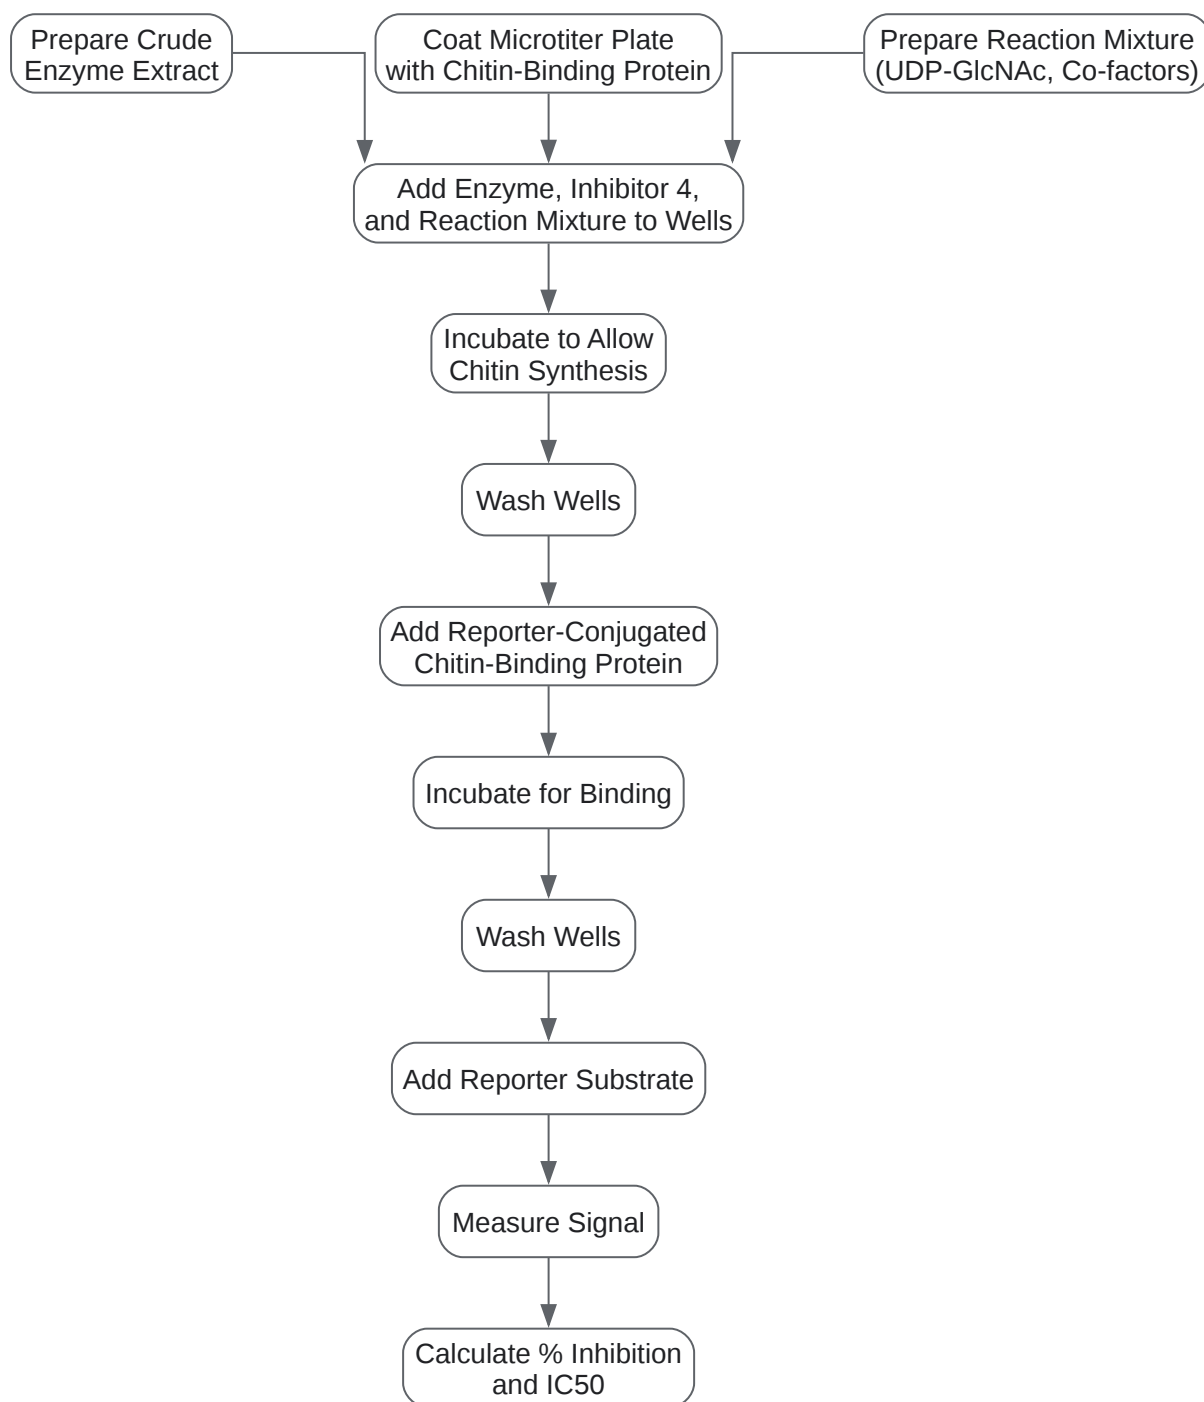 Prepare Crude
Enzyme Extract
Coat Microtiter Plate
with Chitin-Binding Protein
Prepare Reaction Mixture
(UDP-GlcNAc, Co-factors)
Add Enzyme, Inhibitor 4,
and Reaction Mixture to Wells
Incubate to Allow
Chitin Synthesis
Wash Wells
Add Reporter-Conjugated
Chitin-Binding Protein
Incubate for Binding
Wash Wells
Add Reporter Substrate
Measure Signal
Calculate % Inhibition
and IC50